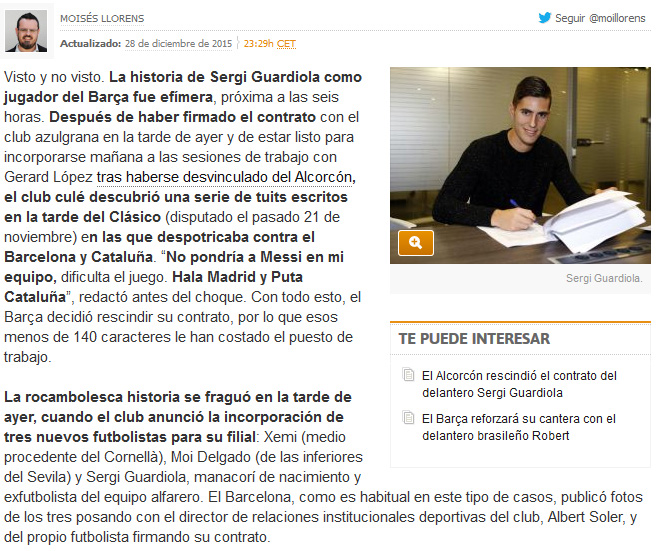 MOISÉS LLORENS
Seguir @moillorens
Actualizado: 28 de diciembre de 2015 23:29h CET
Visto y no visto. La historia de Sergi Guardiola como
jugador del Barça fue efímera, próxima a las seis
horas. Después de haber firmado el contrato con el
club azulgrana en la tarde de ayer y de estar listo para
incorporarse mañana a las sesiones de trabajo con
Gerard López tras haberse desvinculado del Alcorcón,
el club culé descubrió una serie de tuits escritos
en la tarde del Clásico (disputado el pasado 21 de
noviembre) en las que despotricaba contra el
Barcelona y Cataluña. “No pondría a Messi en mi
equipo, dificulta el juego. Hala Madrid y Puta
Cataluña”, redactó antes del choque. Con todo esto, el
Barça decidió rescindir su contrato, por lo que esos
menos de 140 caracteres le han costado el puesto de
trabajo.
Sergi Guardiola.
TE PUEDE INTERESAR
El Alcorcón rescindió el contrato del
delantero Sergi Guardiola
El Barça reforzará su cantera con el
delantero brasileño Robert
La rocambolesca historia se fraguó en la tarde de
ayer, cuando el club anunció la incorporación de
tres nuevos futbolistas para su filial: Xemi (medio
procedente del Cornellà), Moi Delgado (de las inferiores
del Sevilla) y Sergi Guardiola, manacorí de nacimiento y
exfutbolista del equipo alfarero. El Barcelona, como es habitual en este tipo de casos, publicó fotos
de los tres posando con el director de relaciones institucionales deportivas del club, Albert Soler, y
del propio futbolista firmando su contrato.